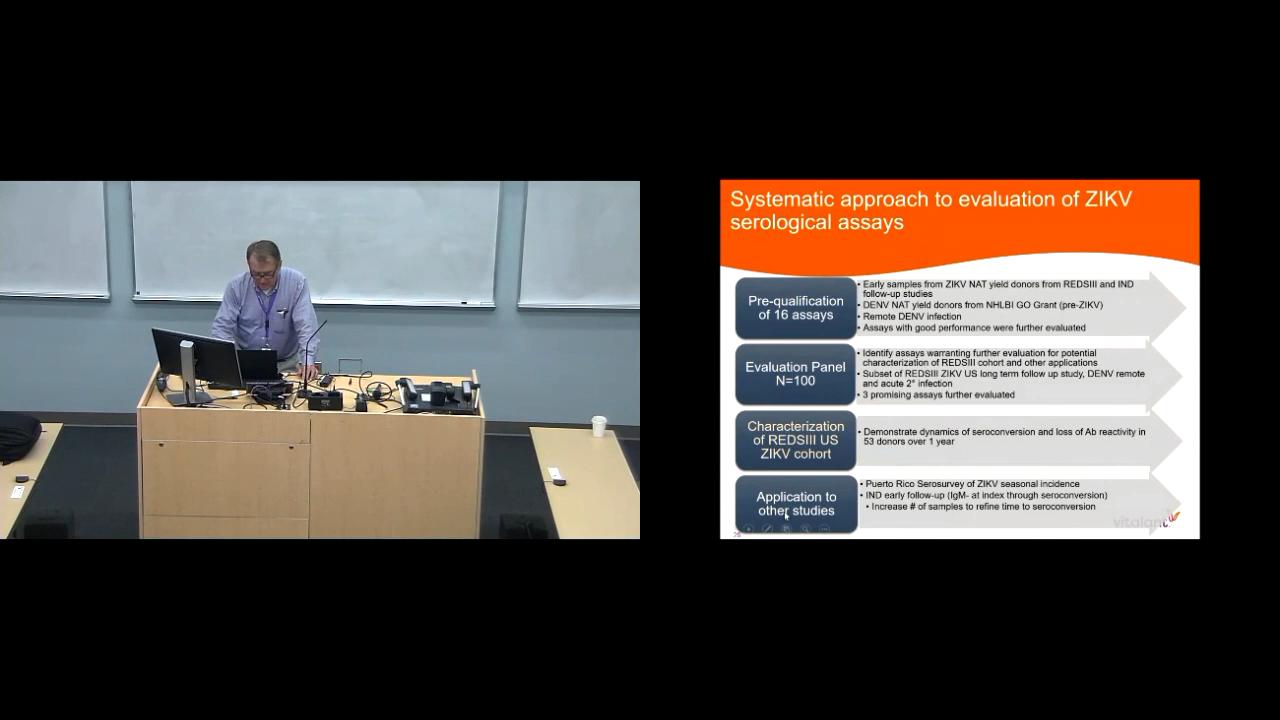 Systematic approach to evaluation of ZIKV
serological assays
Pre-qualification
of 16 assays
• Early samples from ZIKV NAT yield donors from REDSIII and IND
follow-up studies
• DENV NAT yield donors from NHLBI GO Grant (pre-ZIKV)
• Remote DENV infection
• Assays with good performance were further evaluated
Evaluation Panel
N=100
• Identify assays warranting further evaluation for potential
characterization of REDSIII cohort and other applications
• Subset of REDSIII ZIKV US long term follow up study, DENV remote
and acute 2° infection
• 3 promising assays further evaluated
Characterization
of REDSIII US
ZIKV cohort
• Demonstrate dynamics of seroconversion and loss of Ab reactivity in
53 donors over 1 year
Application to
other studies
• Puerto Rico Serosurvey of ZIKV seasonal incidence
• IND early follow-up (IgM- at index through seroconversion)
• Increase # of samples to refine time to seroconversion